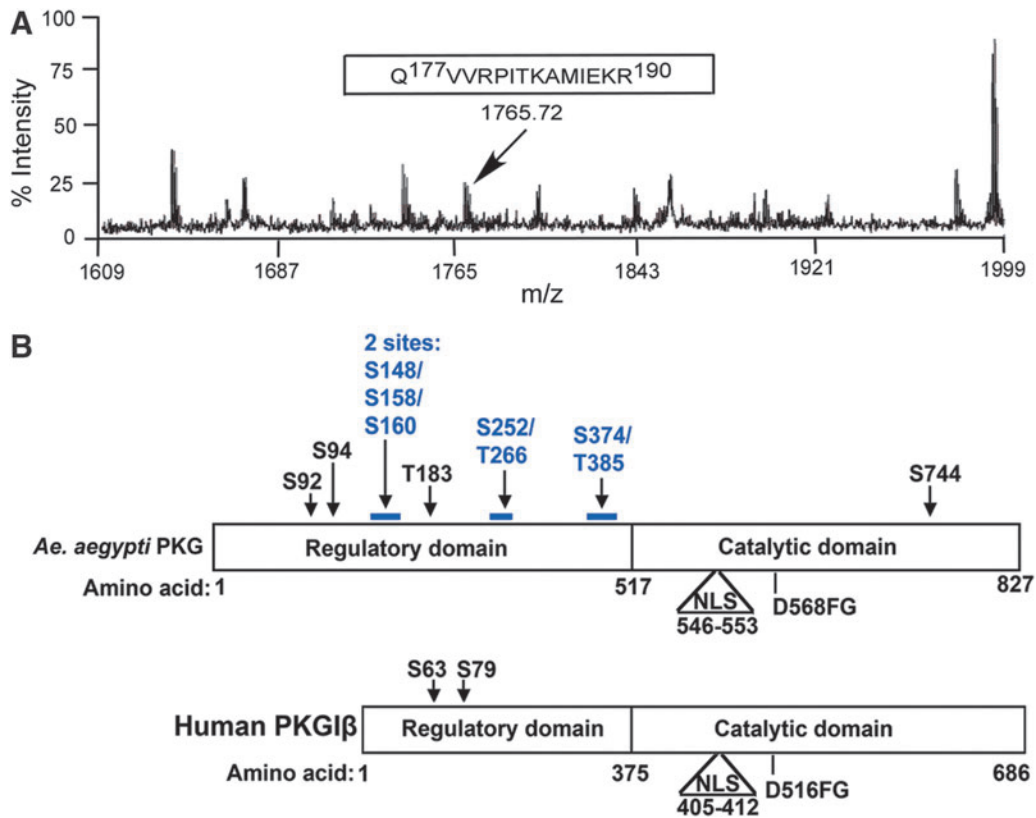 A
100
75
50
25
0
% Intensity
Q177VVRPITKAMIEKR190
1765.72
1609 1687 1765 1843 1921 1999
m/z
B
2 sites:
S148/
S158/
S160
S92
S94
T183
S252/
T266
S374/
T385
S744
Ae. aegypti PKG
Regulatory domain
Catalytic domain
Amino acid: 1
517
827
NLS
546-553
D568FG
S63 S79
Human PKGIβ
Regulatory domain
Catalytic domain
Amino acid: 1
375
686
NLS
405-412
D516FG